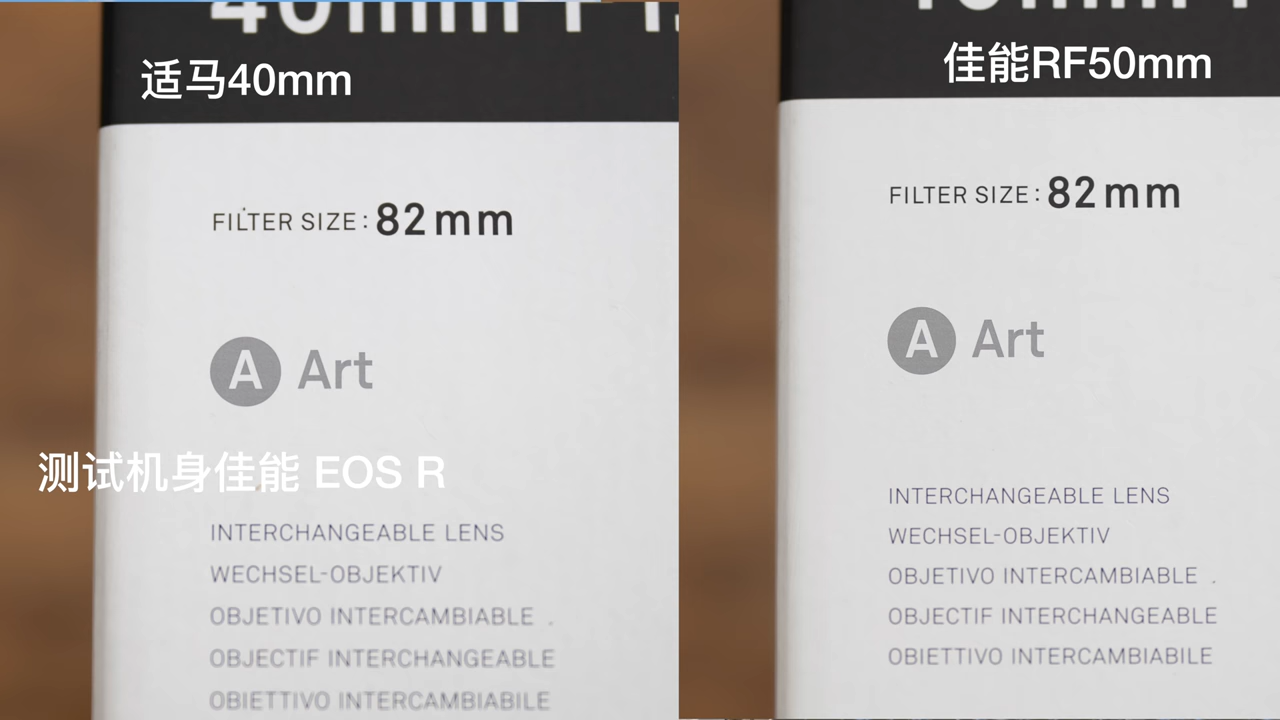 40mm F1.
适马40mm
FILTER SIZE: 82mm
A Art
测试机身佳能 EOS R
INTERCHANGEABLE LENS
WECHSEL-OBJEKTIV
OBJETIVO INTERCAMBIABLE .
OBJECTIF INTERCHANGEABLE
OBIETTIVO INTERCAMBIABILE
佳能RF50mm
FILTER SIZE: 82mm
A Art
INTERCHANGEABLE LENS
WECHSEL-OBJEKTIV
OBJETIVO INTERCAMBIABLE .
OBJECTIF INTERCHANGEABLE
OBIETTIVO INTERCAMBIABILE